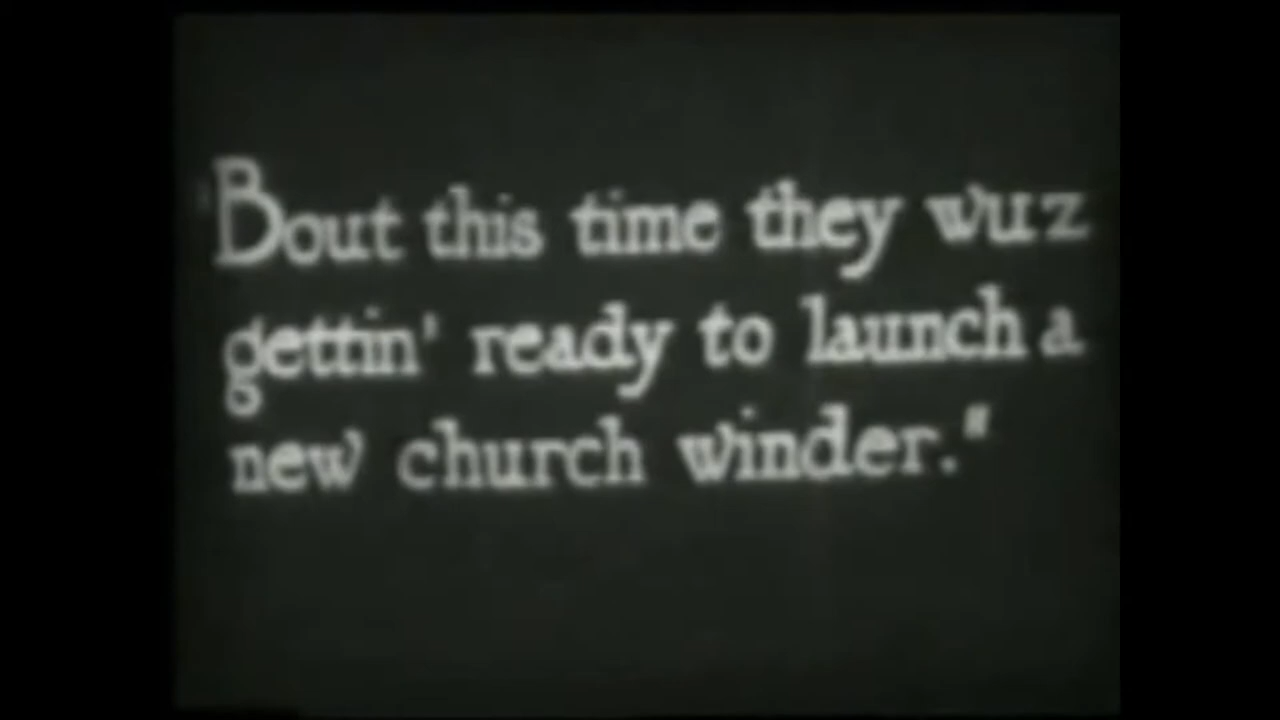 'Bout this time they wuz
gettin' ready to launch a
new church winder."